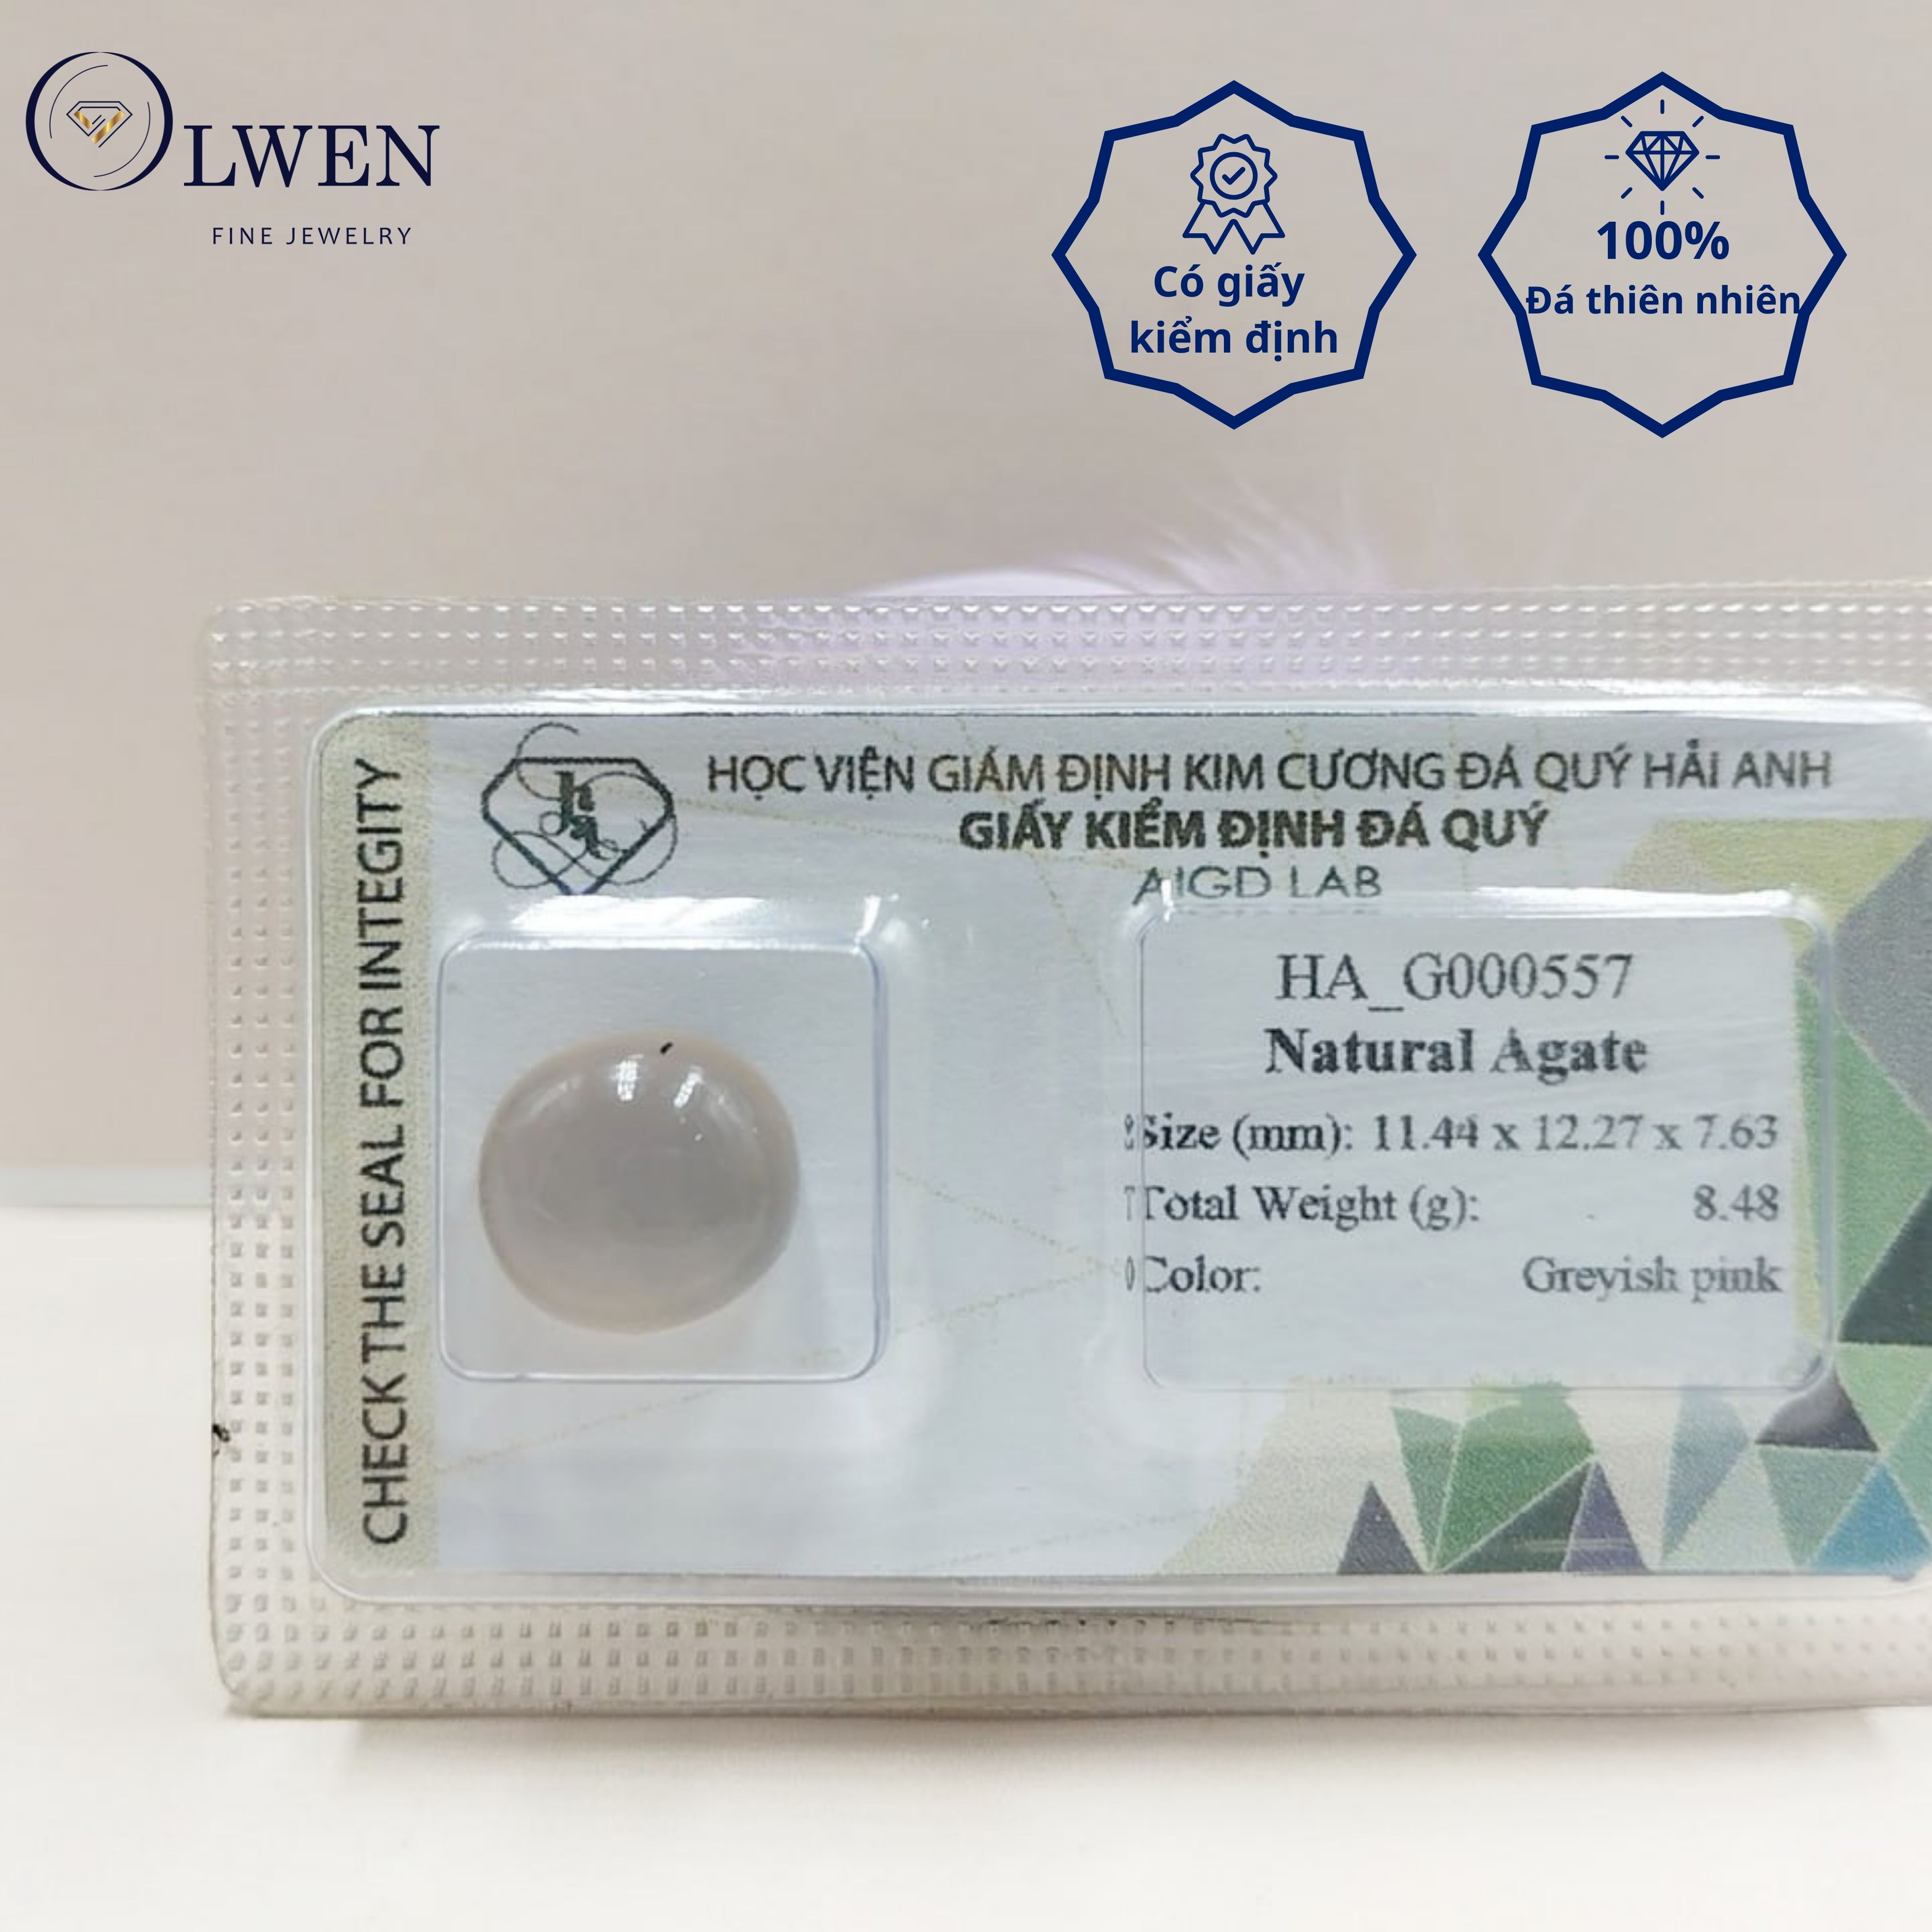 OLWEN
FINE JEWELRY
Có giấy
kiểm định
100%
Đá thiên nhiên
CHECK THE SEAL FOR INTEGITY
HỌC VIỆN GIÁM ĐỊNH KIM CƯƠNG ĐÁ QUÝ HẢI ANH
GIẤY KIỂM ĐỊNH ĐÁ QUÝ
AIGD LAB
HA_G000557
Natural Agate
Size (mm): 11.44 x 12.27 x 7.63
Total Weight (g): 8.48
Color: Greyish pink